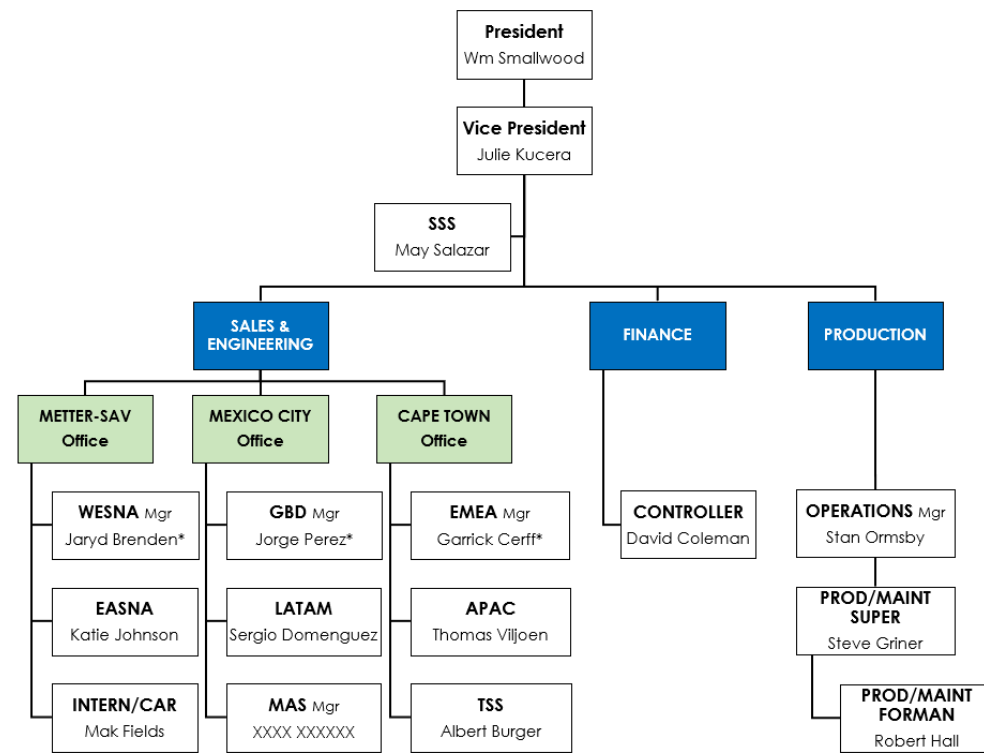 President
Wm Smallwood
Vice President
Julie Kucera
SSS
May Salazar
SALES &
ENGINEERING
FINANCE
PRODUCTION
METTER-SAV
Office
MEXICO CITY
Office
CAPE TOWN
Office
WESNA Mgr
Jaryd Brenden*
GBD Mgr
Jorge Perez*
EMEA Mgr
Garrick Cerff*
CONTROLLER
David Coleman
OPERATIONS Mgr
Stan Ormsby
EASNA
Katie Johnson
LATAM
Sergio Domenguez
APAC
Thomas Viljoen
PROD/MAINT
SUPER
Steve Griner
INTERN/CAR
Mak Fields
MAS Mgr
XXXX XXXXXX
TSS
Albert Burger
PROD/MAINT
FORMAN
Robert Hall